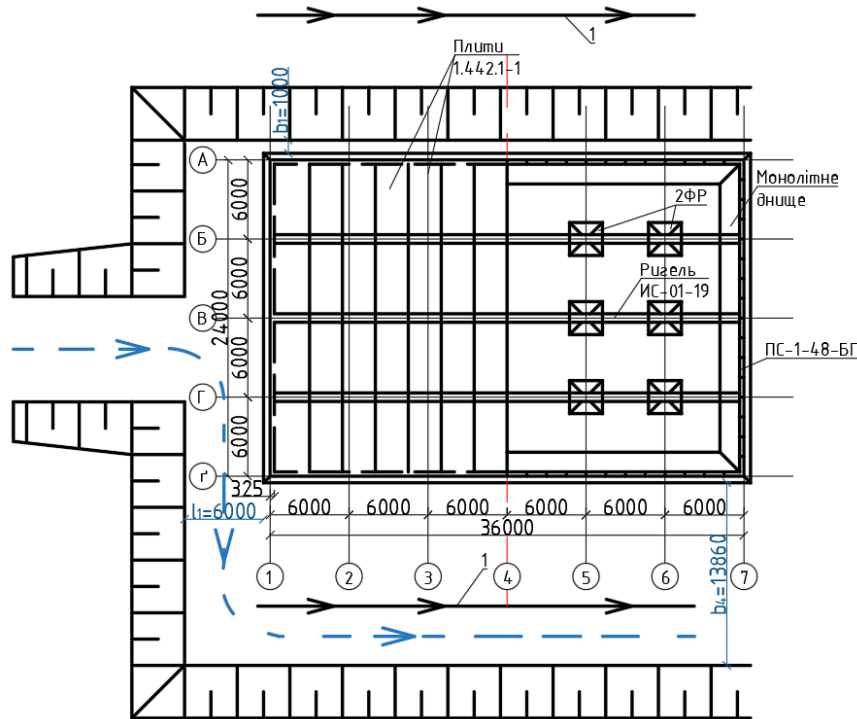 1
Плити
1.442.1-1
b1=1000
А
Монолітне
днище
6000
2ФР
Б
Ригель
ИС-01-19
6000
24000
В
ПС-1-48-БГ
6000
Г
6000
Ґ
325
l1=6000
6000 6000 6000 6000 6000 6000
36000
1 2 3 4 5 6 7
b4=13860
1